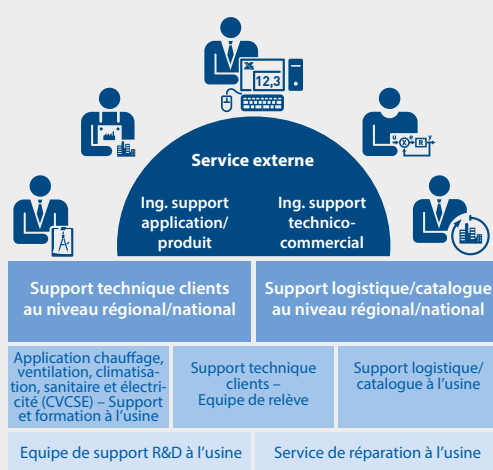 12,3
u x e R y
Service externe
Ing. support
application/
produit
Ing. support
technico-
commercial
Support technique clients
au niveau régional/national
Support logistique/catalogue
au niveau régional/national
Application chauffage,
ventilation, climatisa-
tion, sanitaire et électri-
cité (CVCSE) – Support
et formation à l'usine
Support technique
clients –
Equipe de relève
Support logistique/
catalogue à l'usine
Equipe de support R&D à l'usine
Service de réparation à l'usine